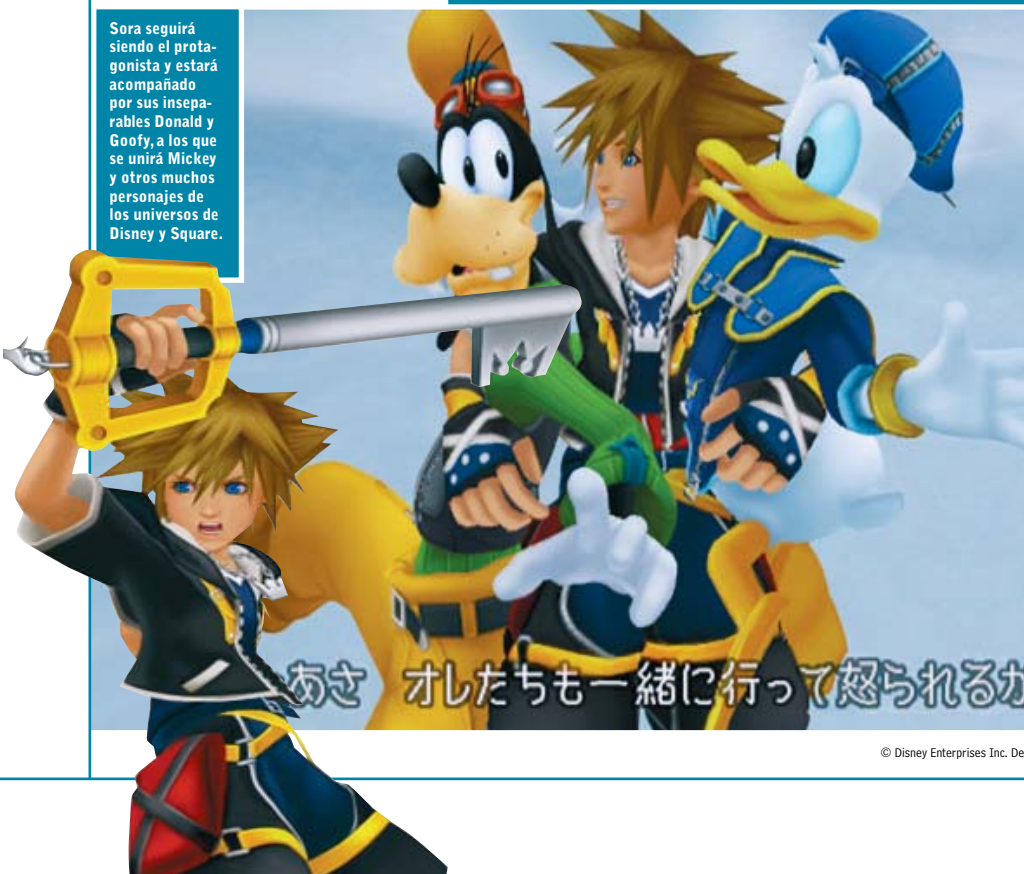 Sora seguirá
siendo el prota-
gonista y estará
acompañado
por sus insepa-
rables Donald y
Goofy, a los que
se unirá Mickey
y otros muchos
personajes de
los universos de
Disney y Square.
あさ オレたちも一緒に行って怒られるか
© Disney Enterprises Inc. De